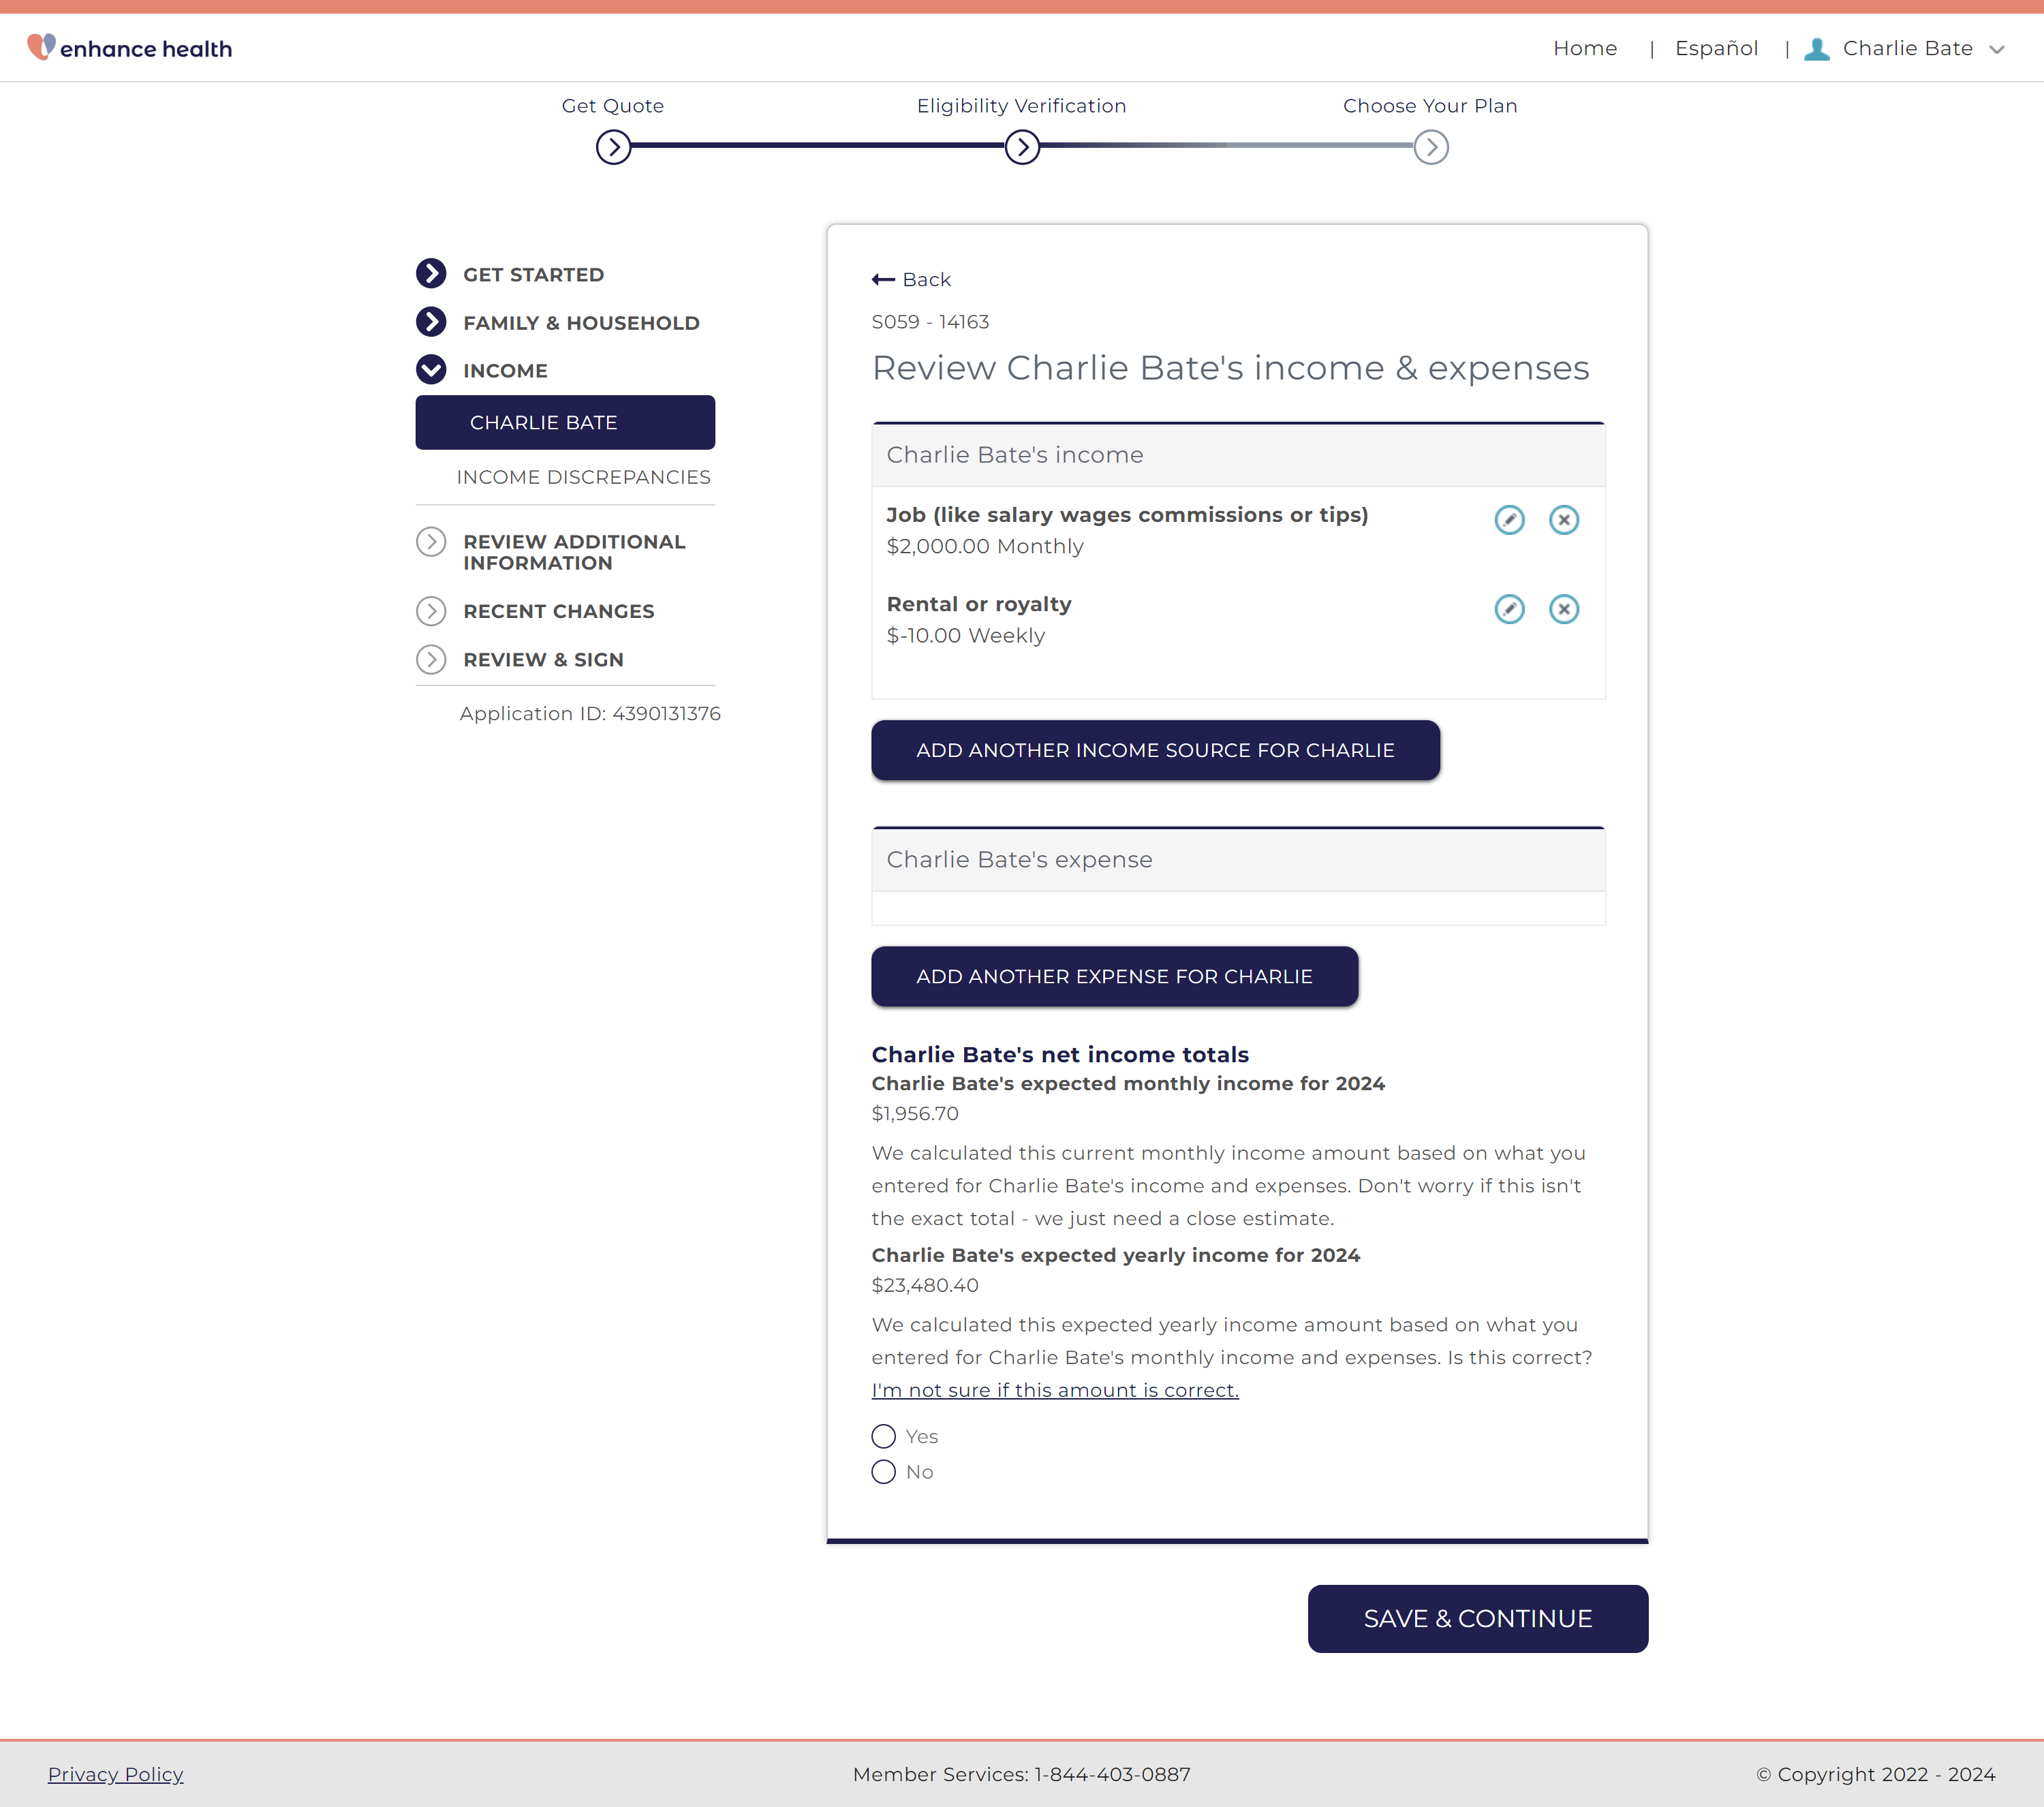 enhance health
Home | Español | Charlie Bate
Get Quote
Eligibility Verification
Choose Your Plan
GET STARTED
FAMILY & HOUSEHOLD
INCOME
CHARLIE BATE
INCOME DISCREPANCIES
REVIEW ADDITIONAL
INFORMATION
RECENT CHANGES
REVIEW & SIGN
Application ID: 4390131376
Back
S059 - 14163
Review Charlie Bate's income & expenses
Charlie Bate's income
Job (like salary wages commissions or tips)
$2,000.00 Monthly
Rental or royalty
$-10.00 Weekly
ADD ANOTHER INCOME SOURCE FOR CHARLIE
Charlie Bate's expense
ADD ANOTHER EXPENSE FOR CHARLIE
Charlie Bate's net income totals
Charlie Bate's expected monthly income for 2024
$1,956.70
We calculated this current monthly income amount based on what you
entered for Charlie Bate's income and expenses. Don't worry if this isn't
the exact total - we just need a close estimate.
Charlie Bate's expected yearly income for 2024
$23,480.40
We calculated this expected yearly income amount based on what you
entered for Charlie Bate's monthly income and expenses. Is this correct?
I'm not sure if this amount is correct.
Yes
No
SAVE & CONTINUE
Privacy Policy
Member Services: 1-844-403-0887
© Copyright 2022 - 2024